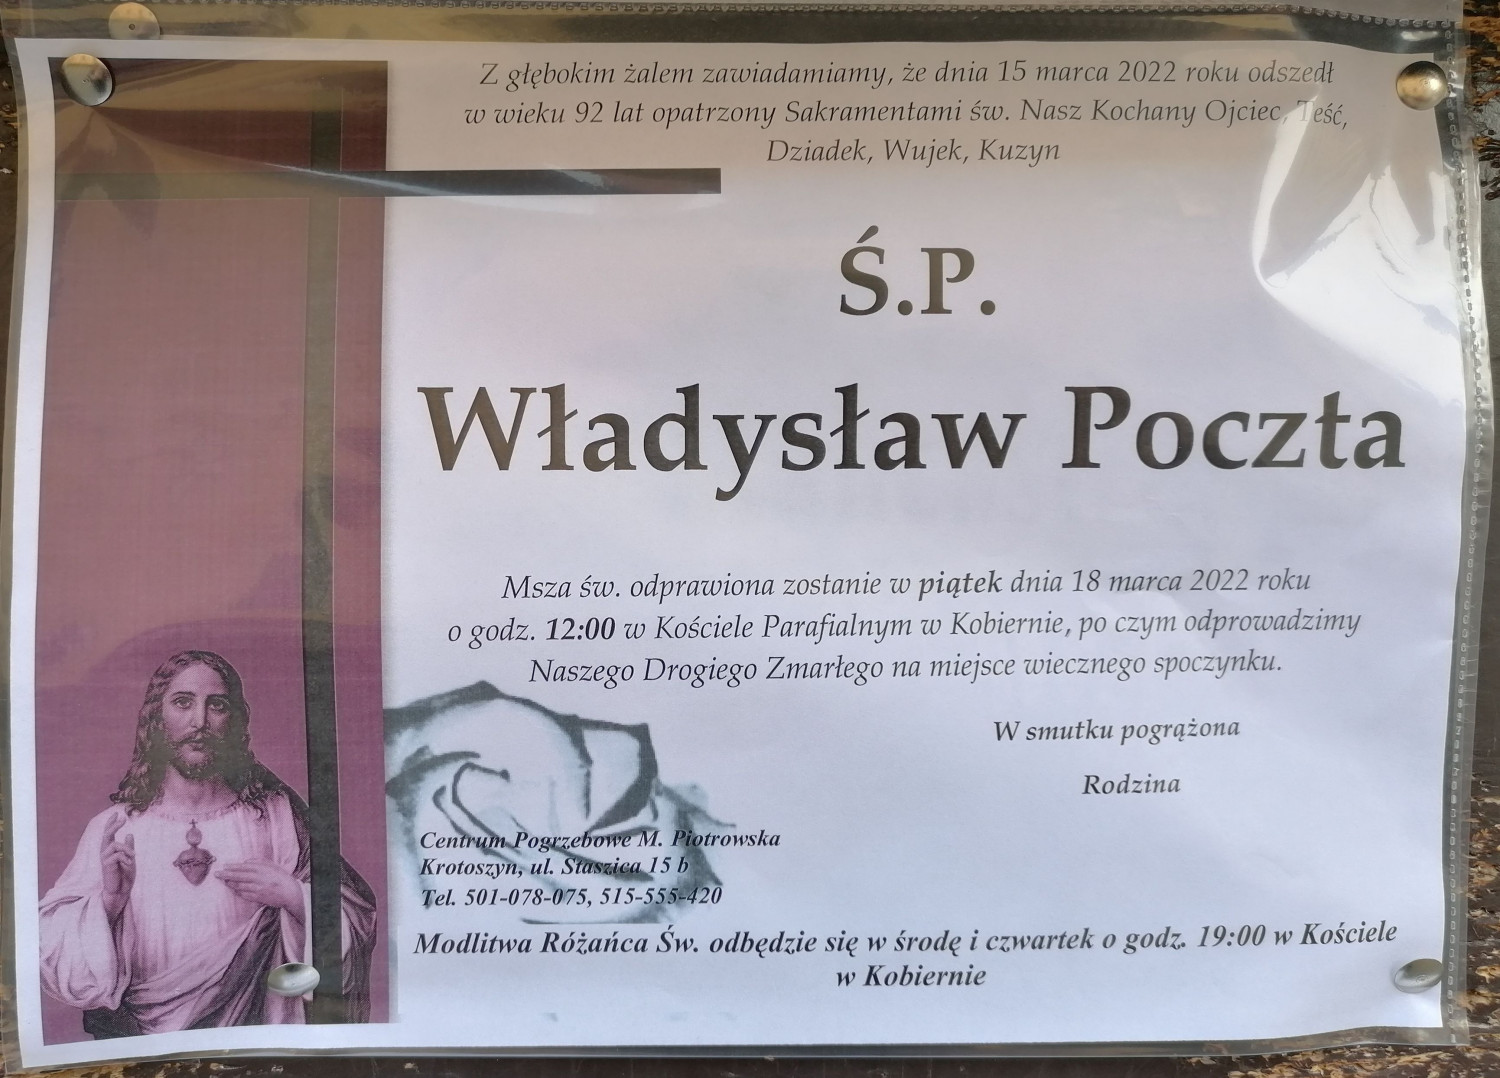 Z głębokim żalem zawiadamiamy, że dnia 15 marca 2022 roku odszedł
w wieku 92 lat opatrzony Sakramentami św. Nasz Kochany Ojciec, Teść,
Dziadek, Wujek, Kuzyn
Ś.P.
Władysław Poczta
Msza św. odprawiona zostanie w piątek dnia 18 marca 2022 roku
o godz. 12:00 w Kościele Parafialnym w Kobiernie, po czym odprowadzimy
Naszego Drogiego Zmarłego na miejsce wiecznego spoczynku.
W smutku pogrążona
Rodzina
Centrum Pogrzebowe M. Piotrowska
Krotoszyn, ul. Staszica 15 b
Tel. 501-078-075, 515-555-420
Modlitwa Różańca Św. odbędzie się w środę i czwartek o godz. 19:00 w Kościele
w Kobiernie